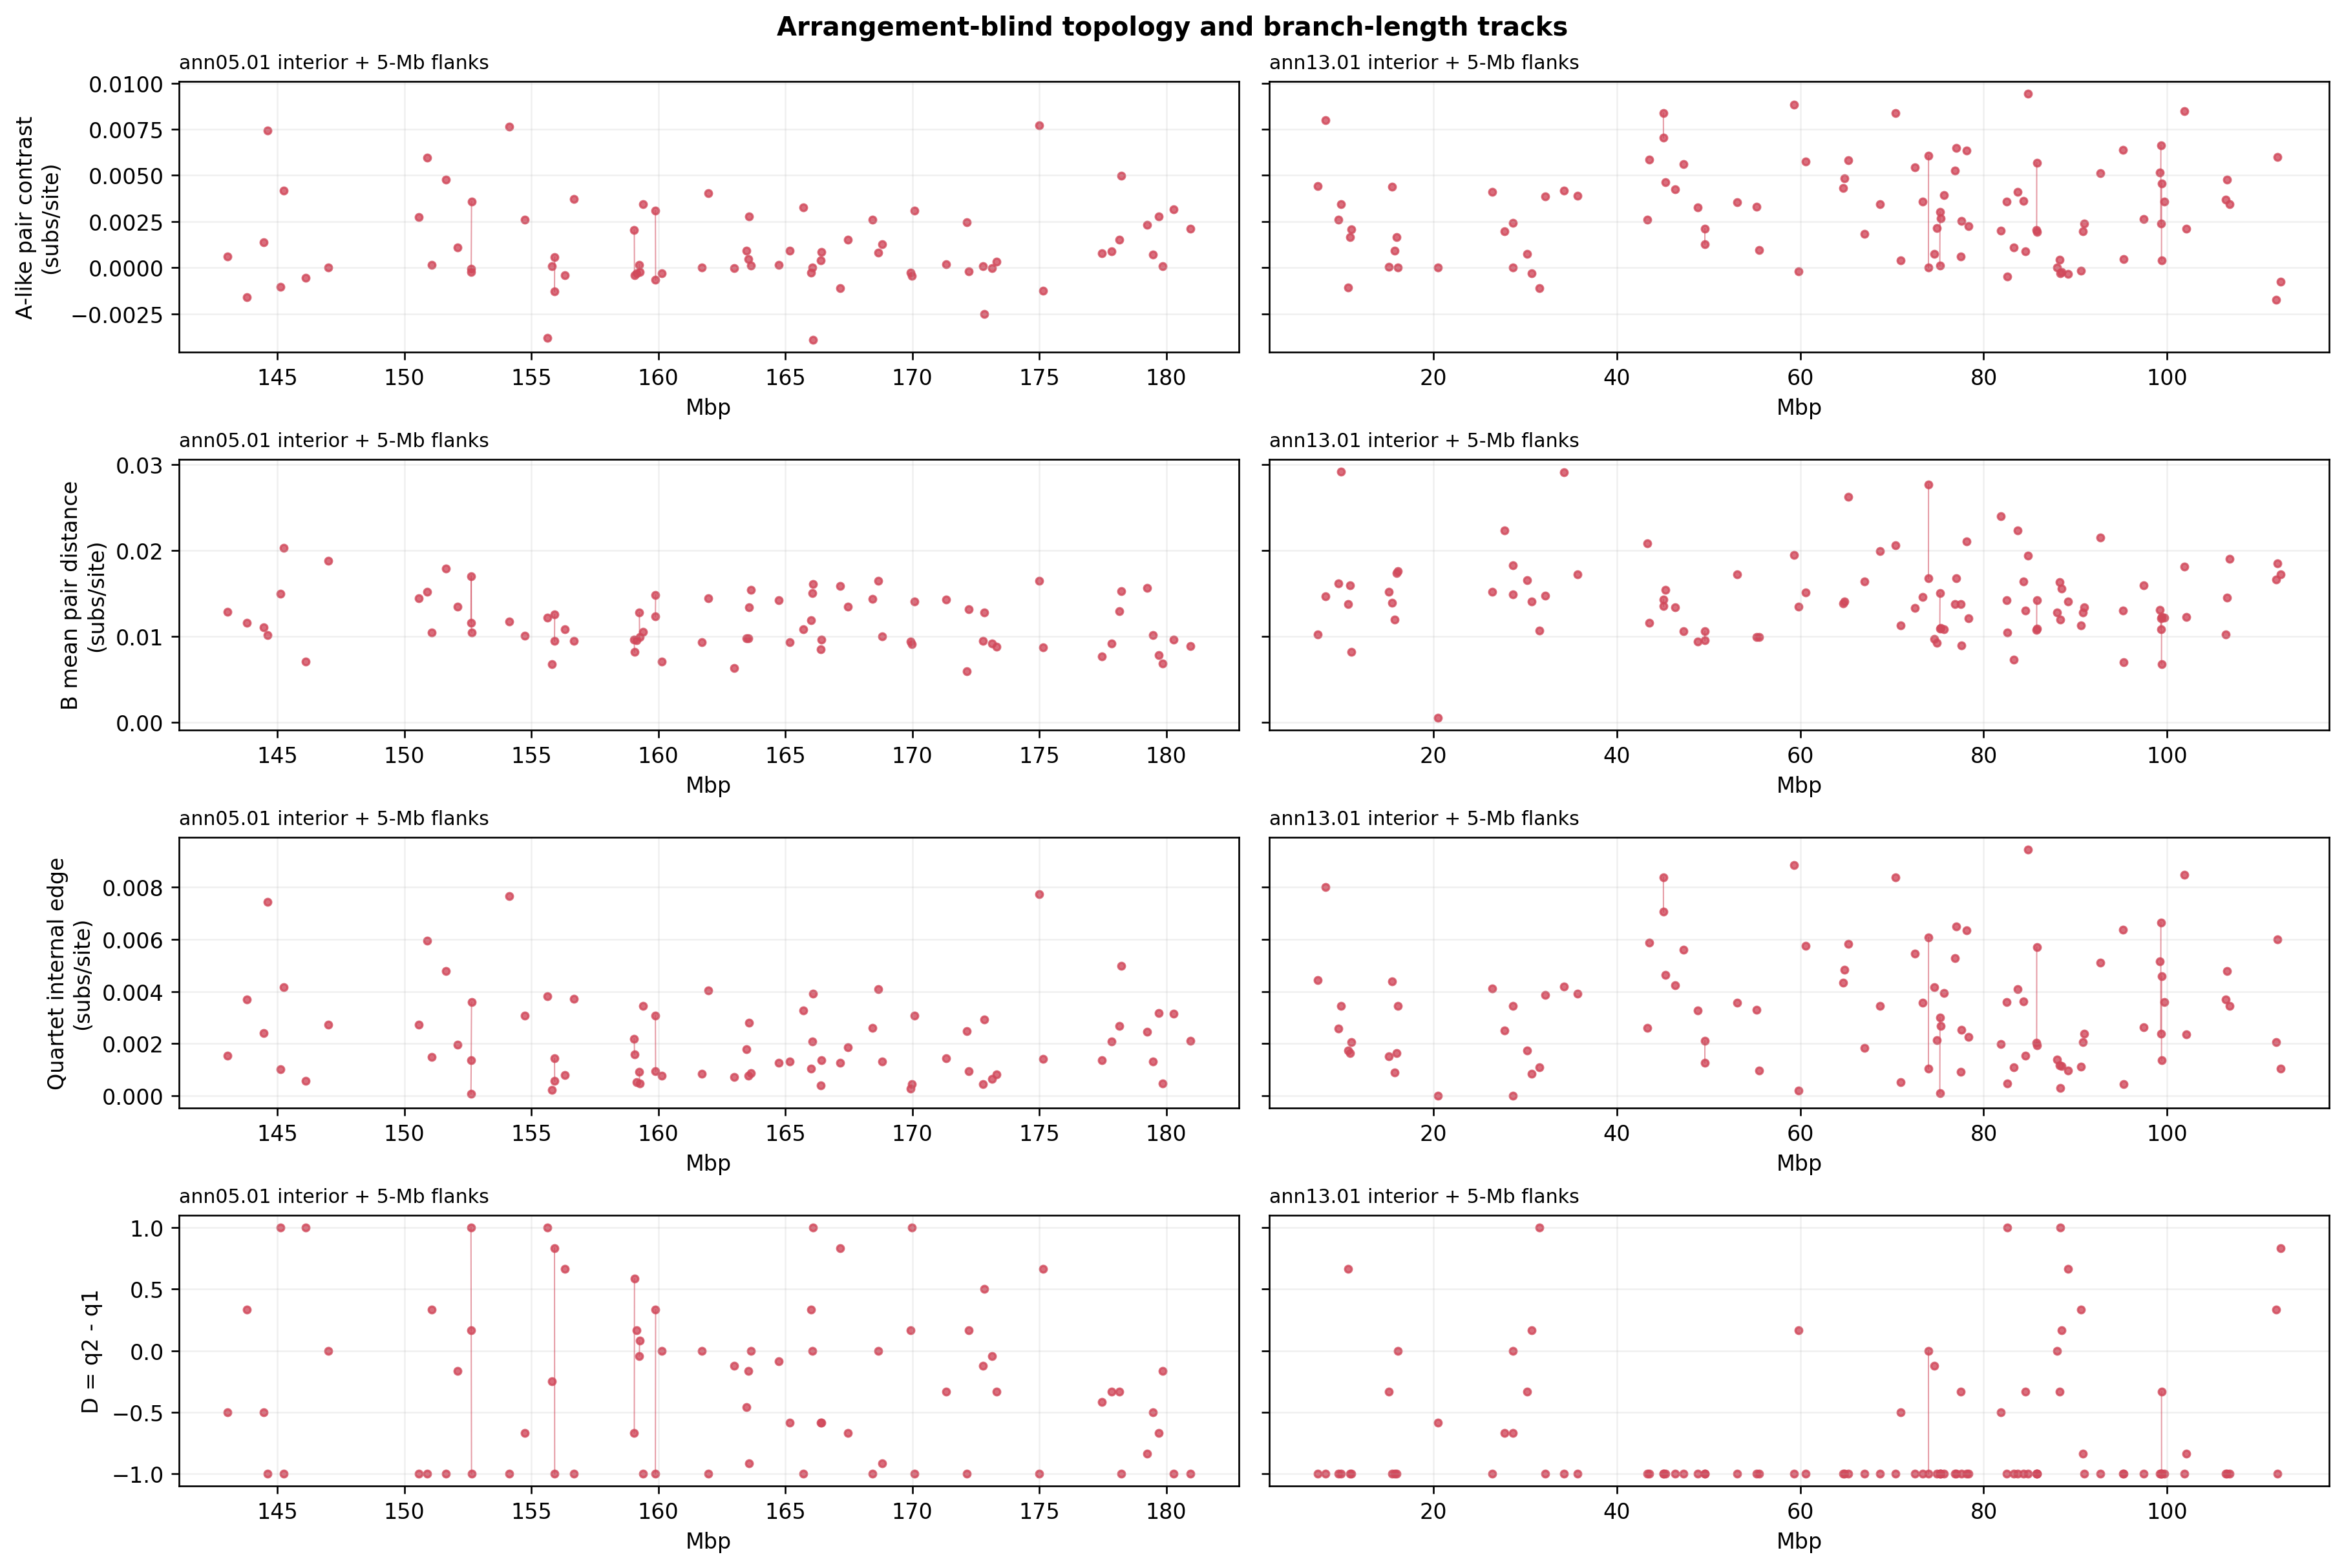 Arrangement-blind topology and branch-length tracks
ann05.01 interior + 5-Mb flanks
A-like pair contrast
(subs/site)
0.0100
0.0075
0.0050
0.0025
0.0000
−0.0025
145 150 155 160 165 170 175 180
Mbp
ann13.01 interior + 5-Mb flanks
20 40 60 80 100
Mbp
ann05.01 interior + 5-Mb flanks
B mean pair distance
(subs/site)
0.03
0.02
0.01
0.00
145 150 155 160 165 170 175 180
Mbp
ann13.01 interior + 5-Mb flanks
20 40 60 80 100
Mbp
ann05.01 interior + 5-Mb flanks
Quartet internal edge
(subs/site)
0.008
0.006
0.004
0.002
0.000
145 150 155 160 165 170 175 180
Mbp
ann13.01 interior + 5-Mb flanks
20 40 60 80 100
Mbp
ann05.01 interior + 5-Mb flanks
D = q2 - q1
1.0
0.5
0.0
−0.5
−1.0
145 150 155 160 165 170 175 180
Mbp
ann13.01 interior + 5-Mb flanks
20 40 60 80 100
Mbp